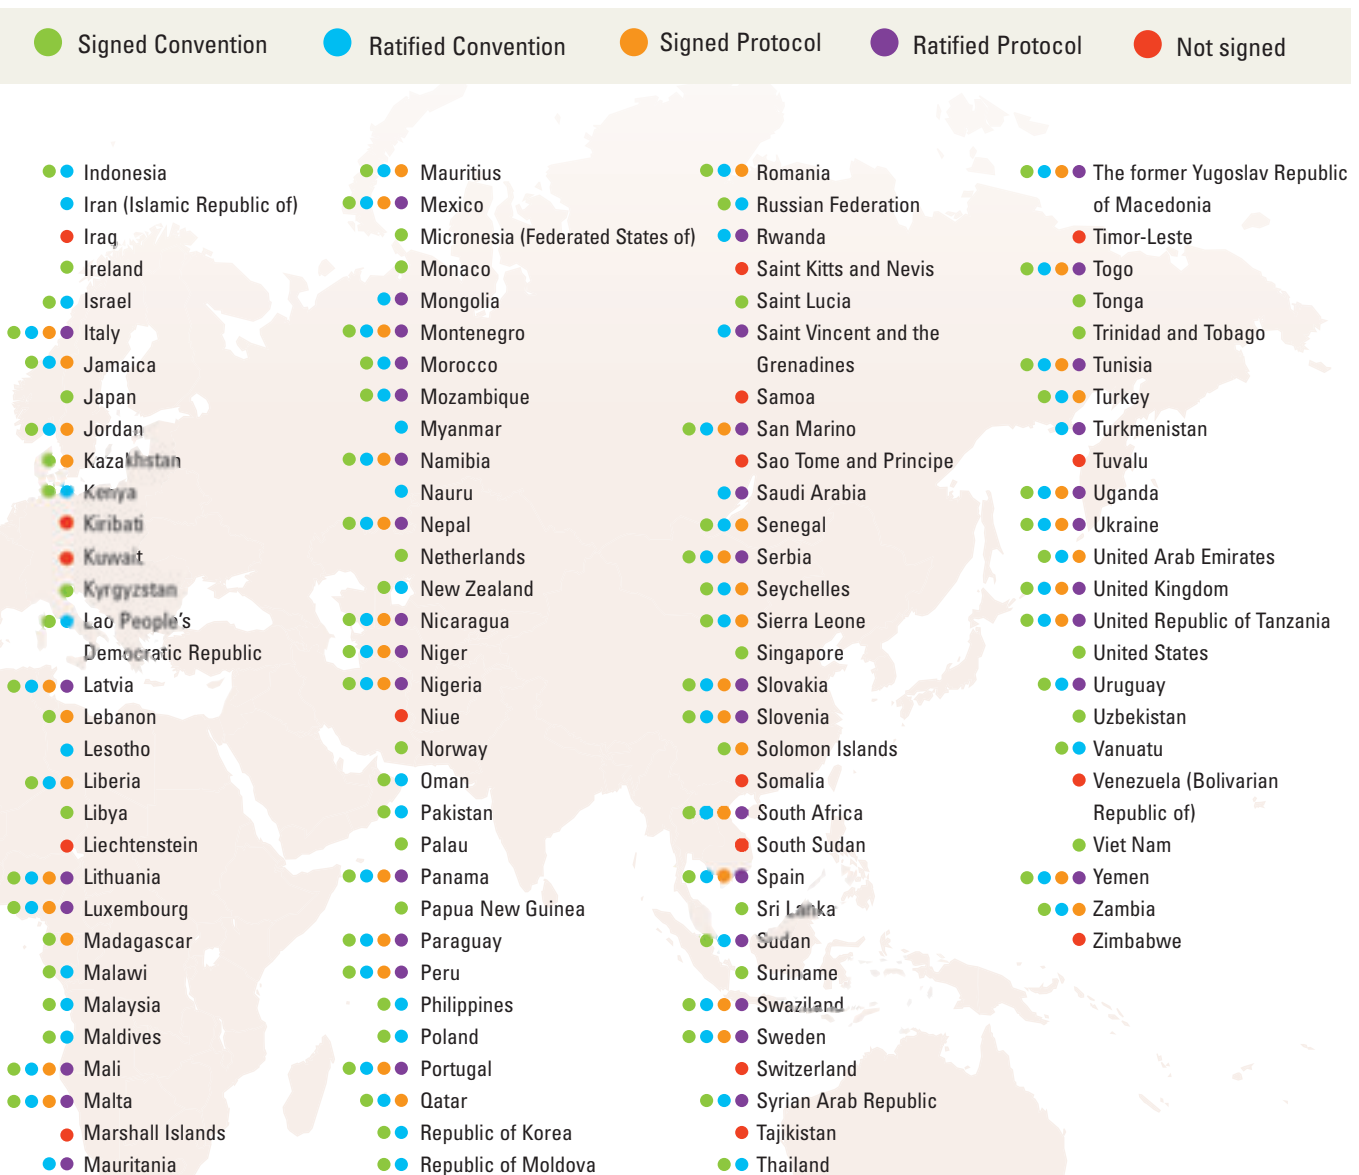 Signed Convention Ratified Convention Signed Protocol Ratified Protocol Not signed
Indonesia
Iran (Islamic Republic of)
Iraq
Ireland
Israel
Italy
Jamaica
Japan
Jordan
Kazakhstan
Kenya
Kiribati
Kuwait
Kyrgyzstan
Lao People's
Democratic Republic
Latvia
Lebanon
Lesotho
Liberia
Libya
Liechtenstein
Lithuania
Luxembourg
Madagascar
Malawi
Malaysia
Maldives
Mali
Malta
Marshall Islands
Mauritania
Mauritius
Mexico
Micronesia (Federated States of)
Monaco
Mongolia
Montenegro
Morocco
Mozambique
Myanmar
Namibia
Nauru
Nepal
Netherlands
New Zealand
Nicaragua
Niger
Nigeria
Niue
Norway
Oman
Pakistan
Palau
Panama
Papua New Guinea
Paraguay
Peru
Philippines
Poland
Portugal
Qatar
Republic of Korea
Republic of Moldova
Romania
Russian Federation
Rwanda
Saint Kitts and Nevis
Saint Lucia
Saint Vincent and the
Grenadines
Samoa
San Marino
Sao Tome and Principe
Saudi Arabia
Senegal
Serbia
Seychelles
Sierra Leone
Singapore
Slovakia
Slovenia
Solomon Islands
Somalia
South Africa
South Sudan
Spain
Sri Lanka
Sudan
Suriname
Swaziland
Sweden
Switzerland
Syrian Arab Republic
Tajikistan
Thailand
The former Yugoslav Republic
of Macedonia
Timor-Leste
Togo
Tonga
Trinidad and Tobago
Tunisia
Turkey
Turkmenistan
Tuvalu
Uganda
Ukraine
United Arab Emirates
United Kingdom
United Republic of Tanzania
United States
Uruguay
Uzbekistan
Vanuatu
Venezuela (Bolivarian
Republic of)
Viet Nam
Yemen
Zambia
Zimbabwe